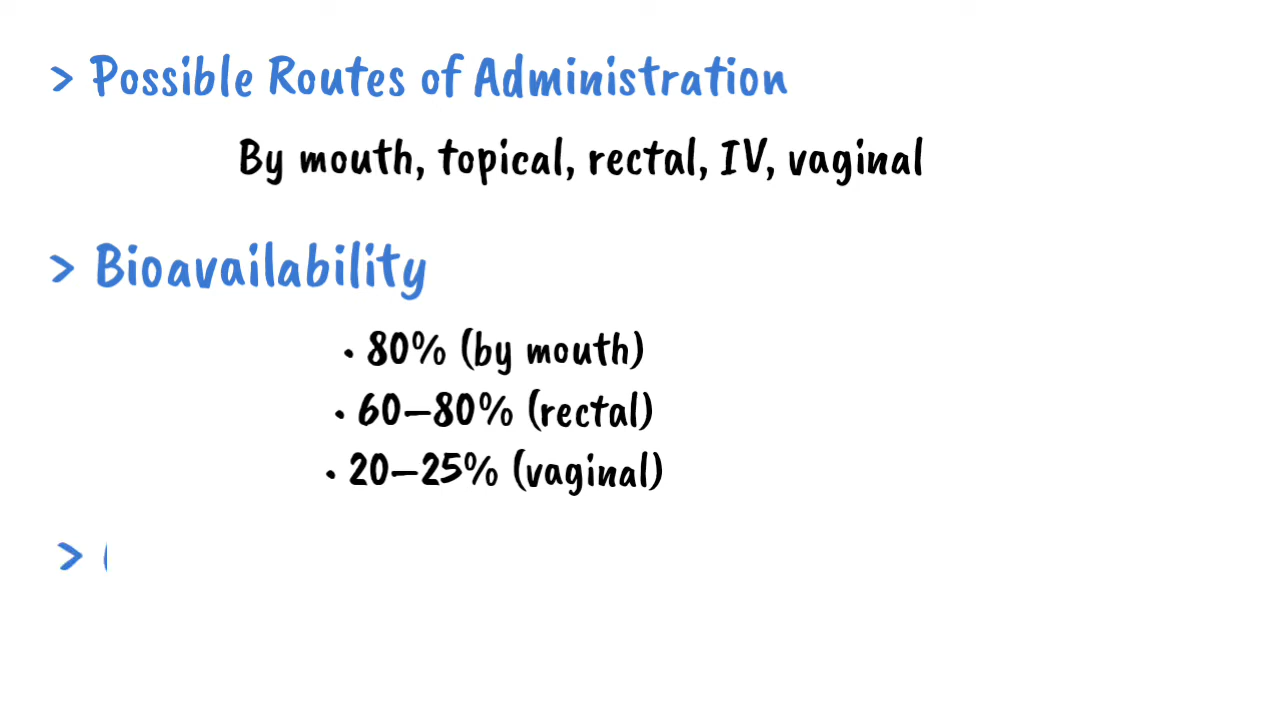 > Possible Routes of Administration
By mouth, topical, rectal, IV, vaginal
> Bioavailability
• 80% (by mouth)
• 60–80% (rectal)
• 20–25% (vaginal)
>